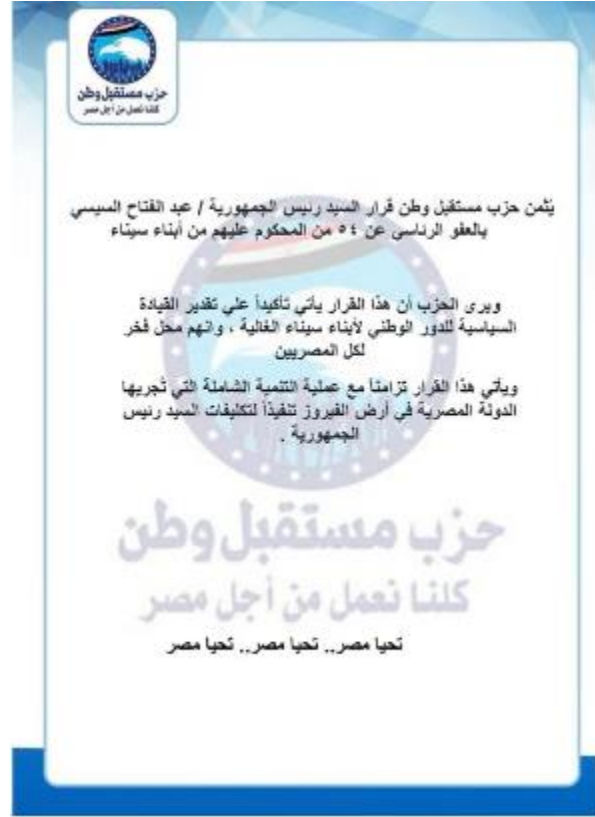 حزب مستقبل وطن
كلنا نعمل من أجل مصر
يُثمن حزب مستقبل وطن قرار السيد رئيس الجمهورية / عبد الفتاح السيسي
بالعفو الرئاسي عن ٥٤ من المحكوم عليهم من أبناء سيناء
ويرى الحزب أن هذا القرار يأتي تأكيداً علي تقدير القيادة
السياسية للدور الوطني لأبناء سيناء الغالية ، وانهم محل فخر
لكل المصريين
ويأتي هذا القرار تزامناً مع عملية التنمية الشاملة التي تُجريها
الدولة المصرية في أرض الفيروز تنفيذاً لتكليفات السيد رئيس
الجمهورية .
حزب مستقبل وطن
كلنا نعمل من أجل مصر
تحيا مصر.. تحيا مصر.. تحيا مصر